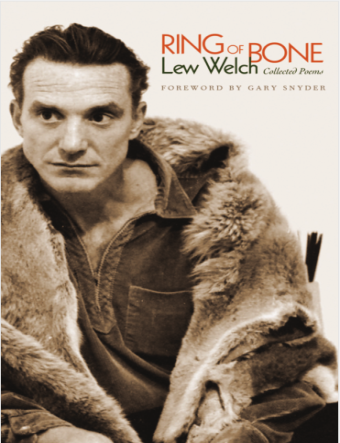 RING OF BONE
Lew Welch Collected Poems
FOREWORD BY GARY SNYDER